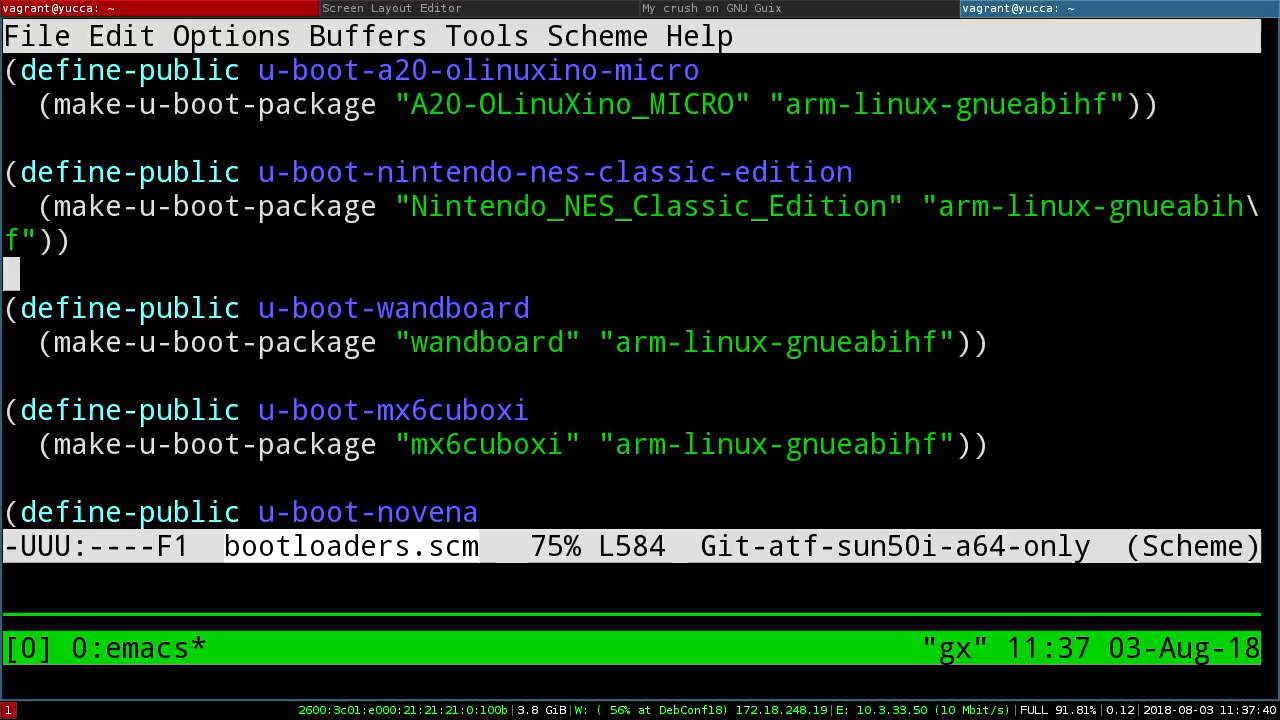 vagrant@yucca: ~ Screen Layout Editor My crush on GNU Guix vagrant@yucca: ~
File Edit Options Buffers Tools Scheme Help
(define-public u-boot-a20-olinuxino-micro
  (make-u-boot-package "A20-OLinuXino_MICRO" "arm-linux-gnueabihf"))
(define-public u-boot-nintendo-nes-classic-edition
  (make-u-boot-package "Nintendo_NES_Classic_Edition" "arm-linux-gnueabih\
f"))
(define-public u-boot-wandboard
  (make-u-boot-package "wandboard" "arm-linux-gnueabihf"))
(define-public u-boot-mx6cuboxi
  (make-u-boot-package "mx6cuboxi" "arm-linux-gnueabihf"))
(define-public u-boot-novena
-UUU:----F1  bootloaders.scm   75% L584  Git-atf-sun50i-a64-only  (Scheme)
[0] 0:emacs* "gx" 11:37 03-Aug-18
1 2600:3c01:e000:21:21:21:0:100b|3.8 GiB|W: ( 56% at DebConf18) 172.18.248.19|E: 10.3.33.50 (10 Mbit/s)|FULL 91.81%|0.12|2018-08-03 11:37:40